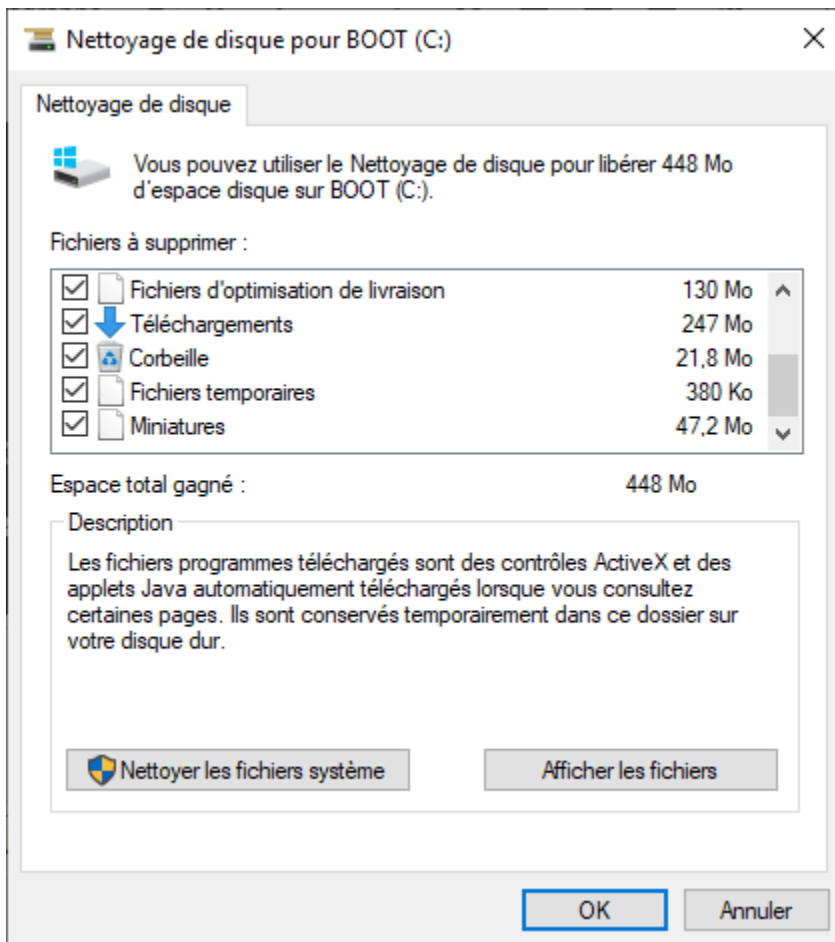 Nettoyage de disque pour BOOT (C:)
Nettoyage de disque
Vous pouvez utiliser le Nettoyage de disque pour libérer 448 Mo
d'espace disque sur BOOT (C:).
Fichiers à supprimer :
Fichiers d'optimisation de livraison 130 Mo
Téléchargements 247 Mo
Corbeille 21,8 Mo
Fichiers temporaires 380 Ko
Miniatures 47,2 Mo
Espace total gagné : 448 Mo
Description
Les fichiers programmes téléchargés sont des contrôles ActiveX et des
applets Java automatiquement téléchargés lorsque vous consultez
certaines pages. Ils sont conservés temporairement dans ce dossier sur
votre disque dur.
Nettoyer les fichiers système Afficher les fichiers
OK Annuler